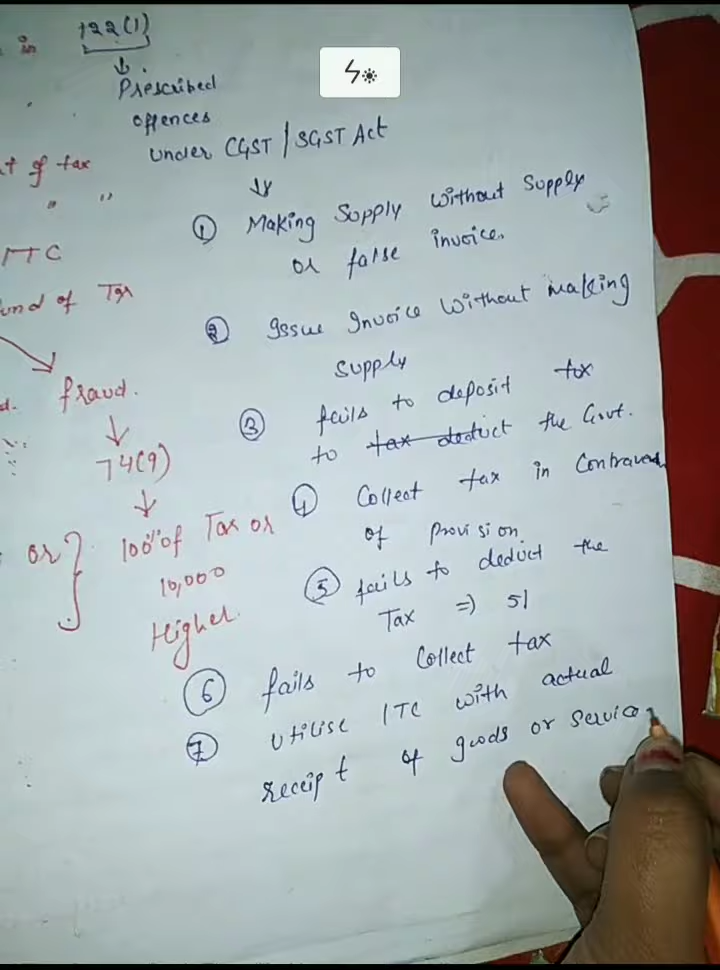 in
122(1)
Prescribed
offences
under CGST/SGST Act
of tax
" "
ITC
of Tax
① Making Supply without Supply
or false invoice.
② Issue Invoice without making
Supply
fraud.
③ fails to deposit tax
to tax deduct the Govt.
74(9)
④ Collect tax in Contraven
of provision
or } 100% of Tax or
10,000
Higher.
⑤ fails to deduct the
Tax => 51
⑥ fails to collect tax
⑦ utilise ITC with actual
receipt of goods or service